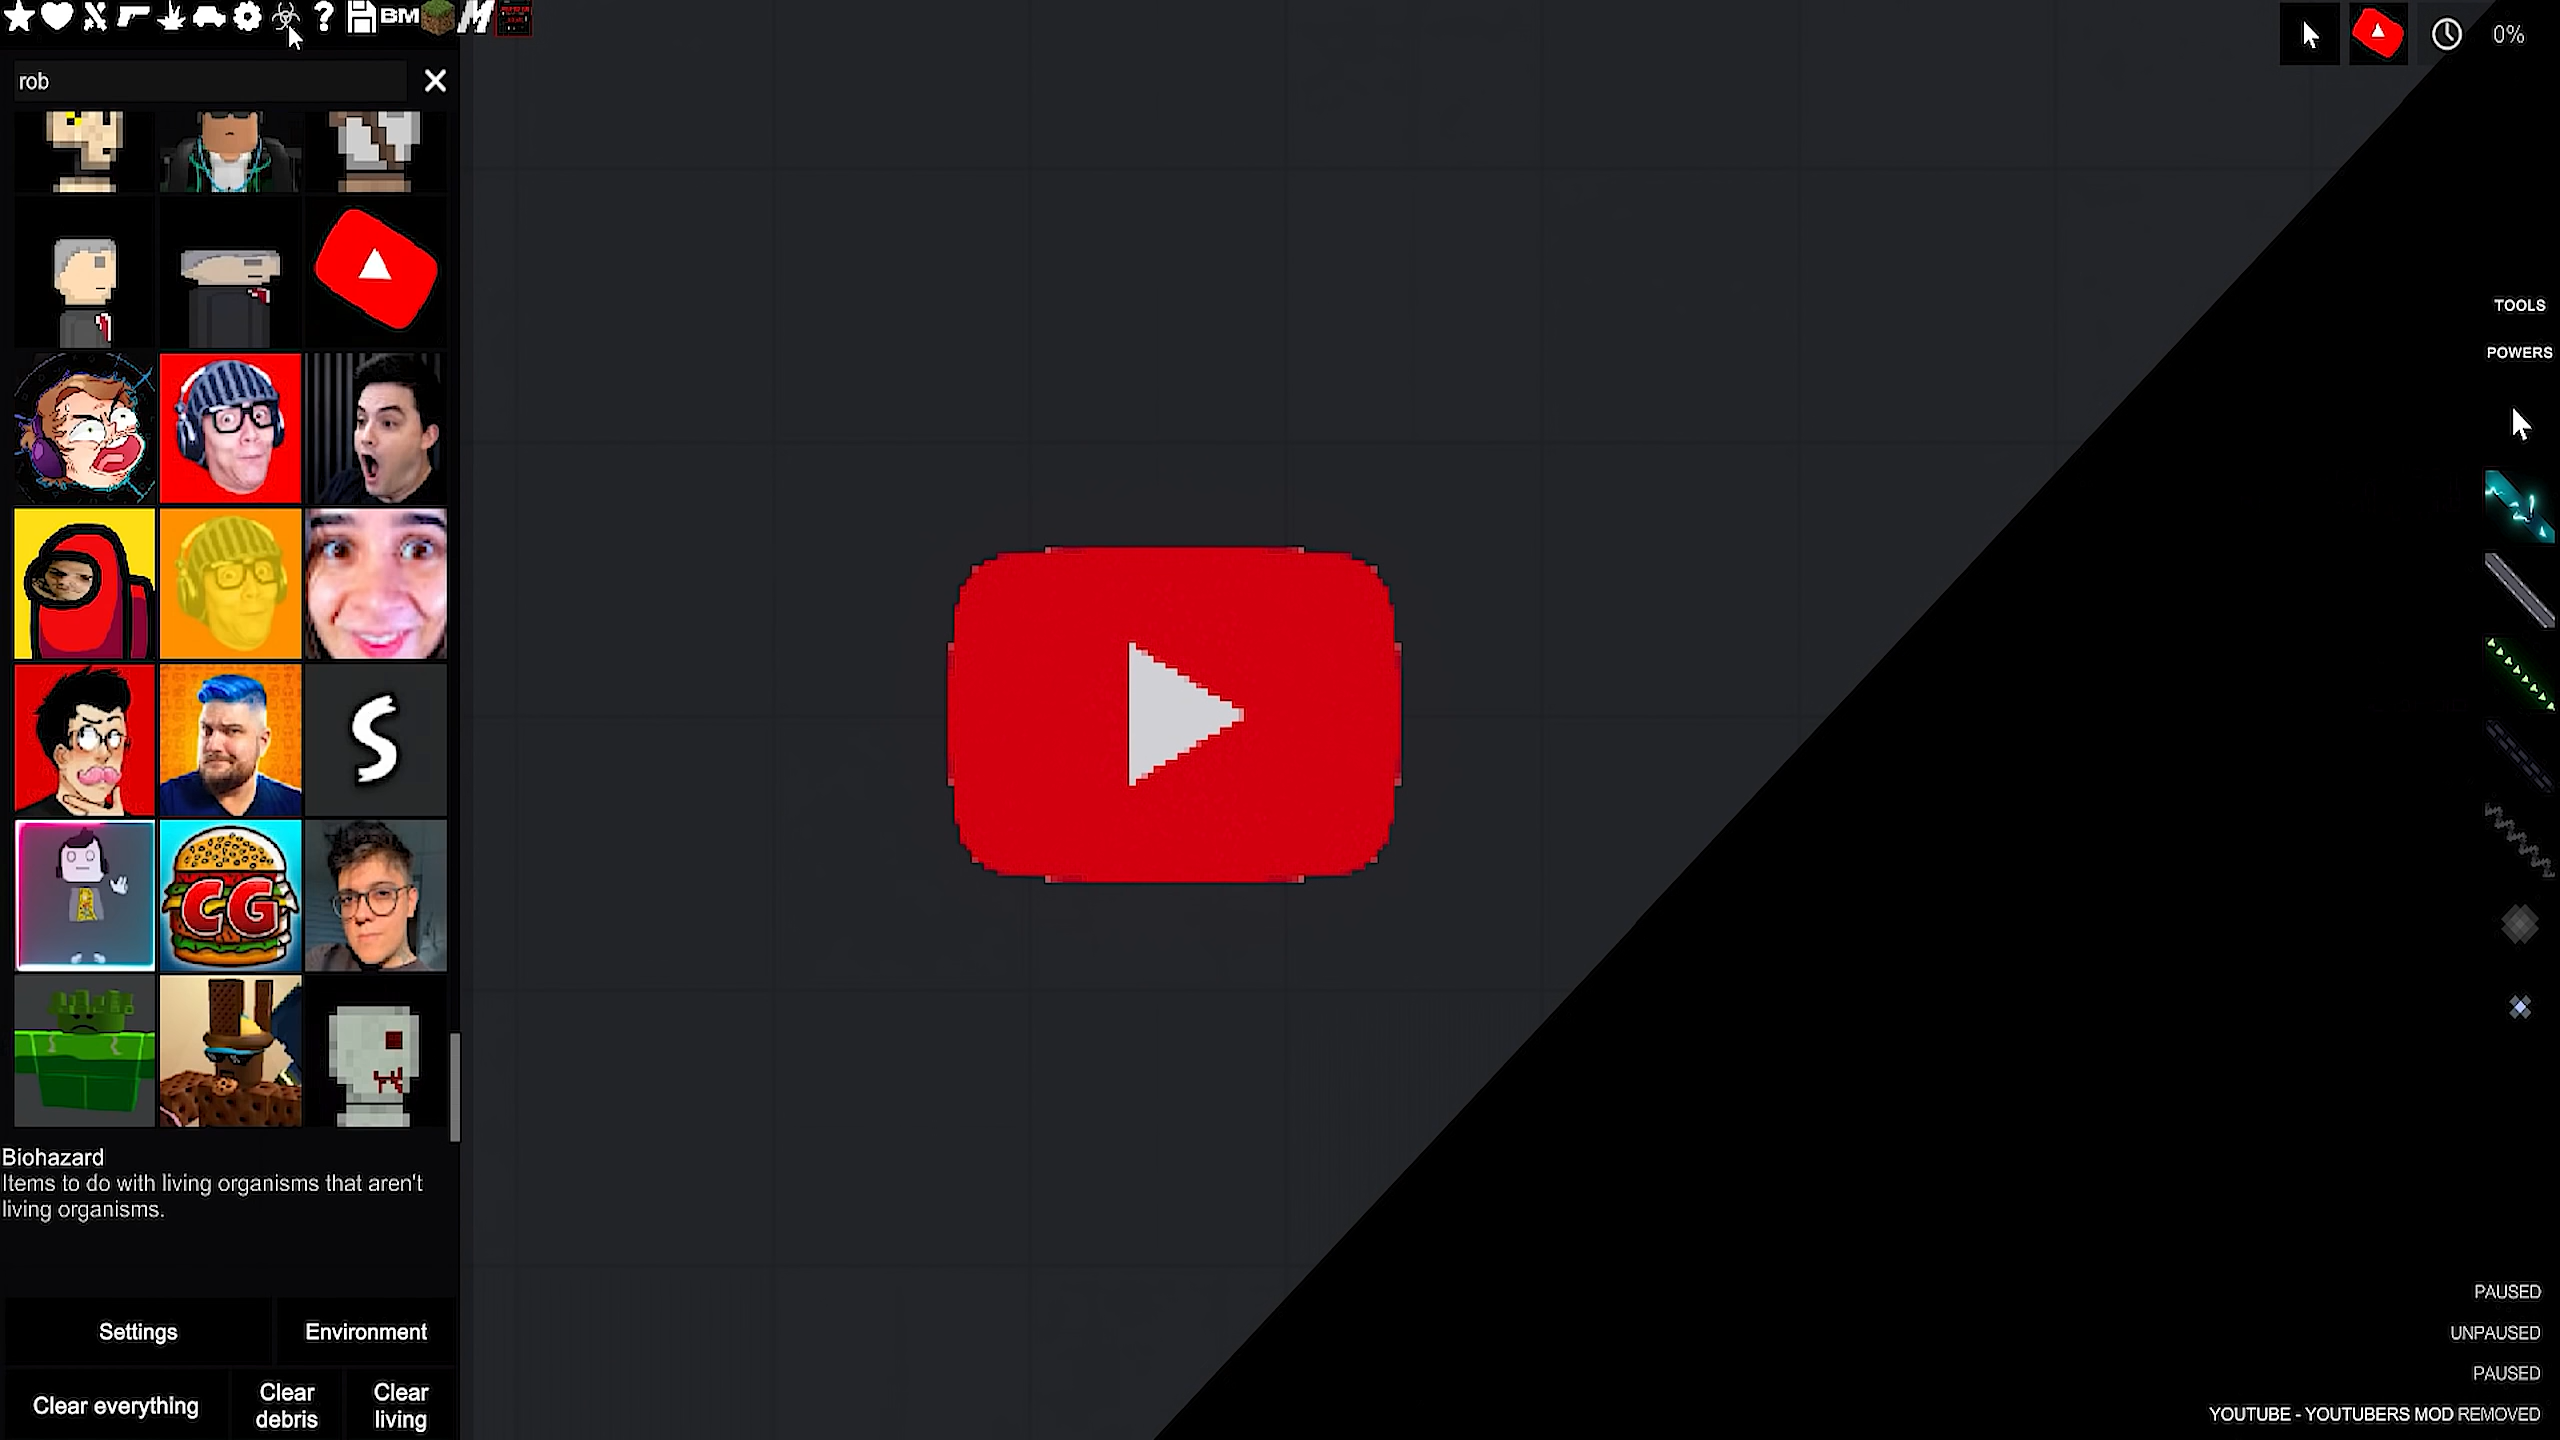 BM
0%
rob
TOOLS
POWERS
S
CG
Biohazard
Items to do with living organisms that aren't
living organisms.
Settings
Environment
Clear everything
Clear
debris
Clear
living
PAUSED
UNPAUSED
PAUSED
YOUTUBE - YOUTUBERS MOD REMOVED